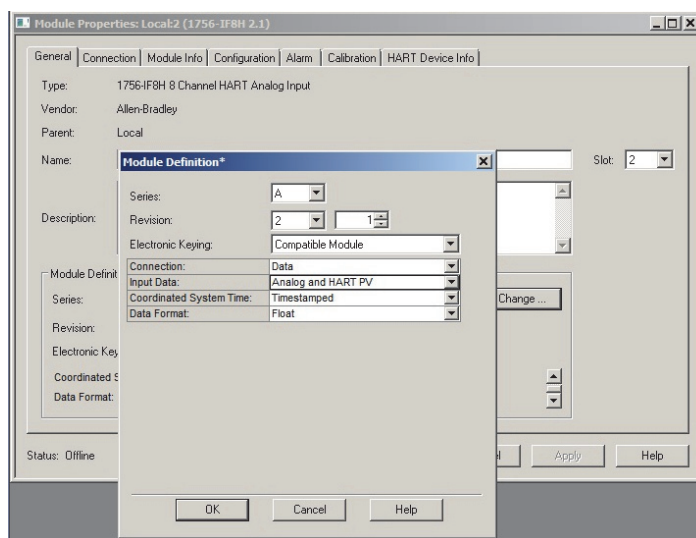 Module Properties: Local:2 (1756-IF8H 2.1)
General Connection Module Info Configuration Alarm Calibration HART Device Info
Type: 1756-IF8H 8 Channel HART Analog Input
Vendor: Allen-Bradley
Parent: Local
Name: Slot: 2
Module Definition*
Series: A
Description: Revision: 2 1
Electronic Keying: Compatible Module
Connection: Data
Module Definit Input Data: Analog and HART PV
Series: Coordinated System Time: Timestamped Change ...
Data Format: Float
Revision:
Electronic Key
Coordinated S
Data Format:
Status: Offline Apply Help
OK Cancel Help